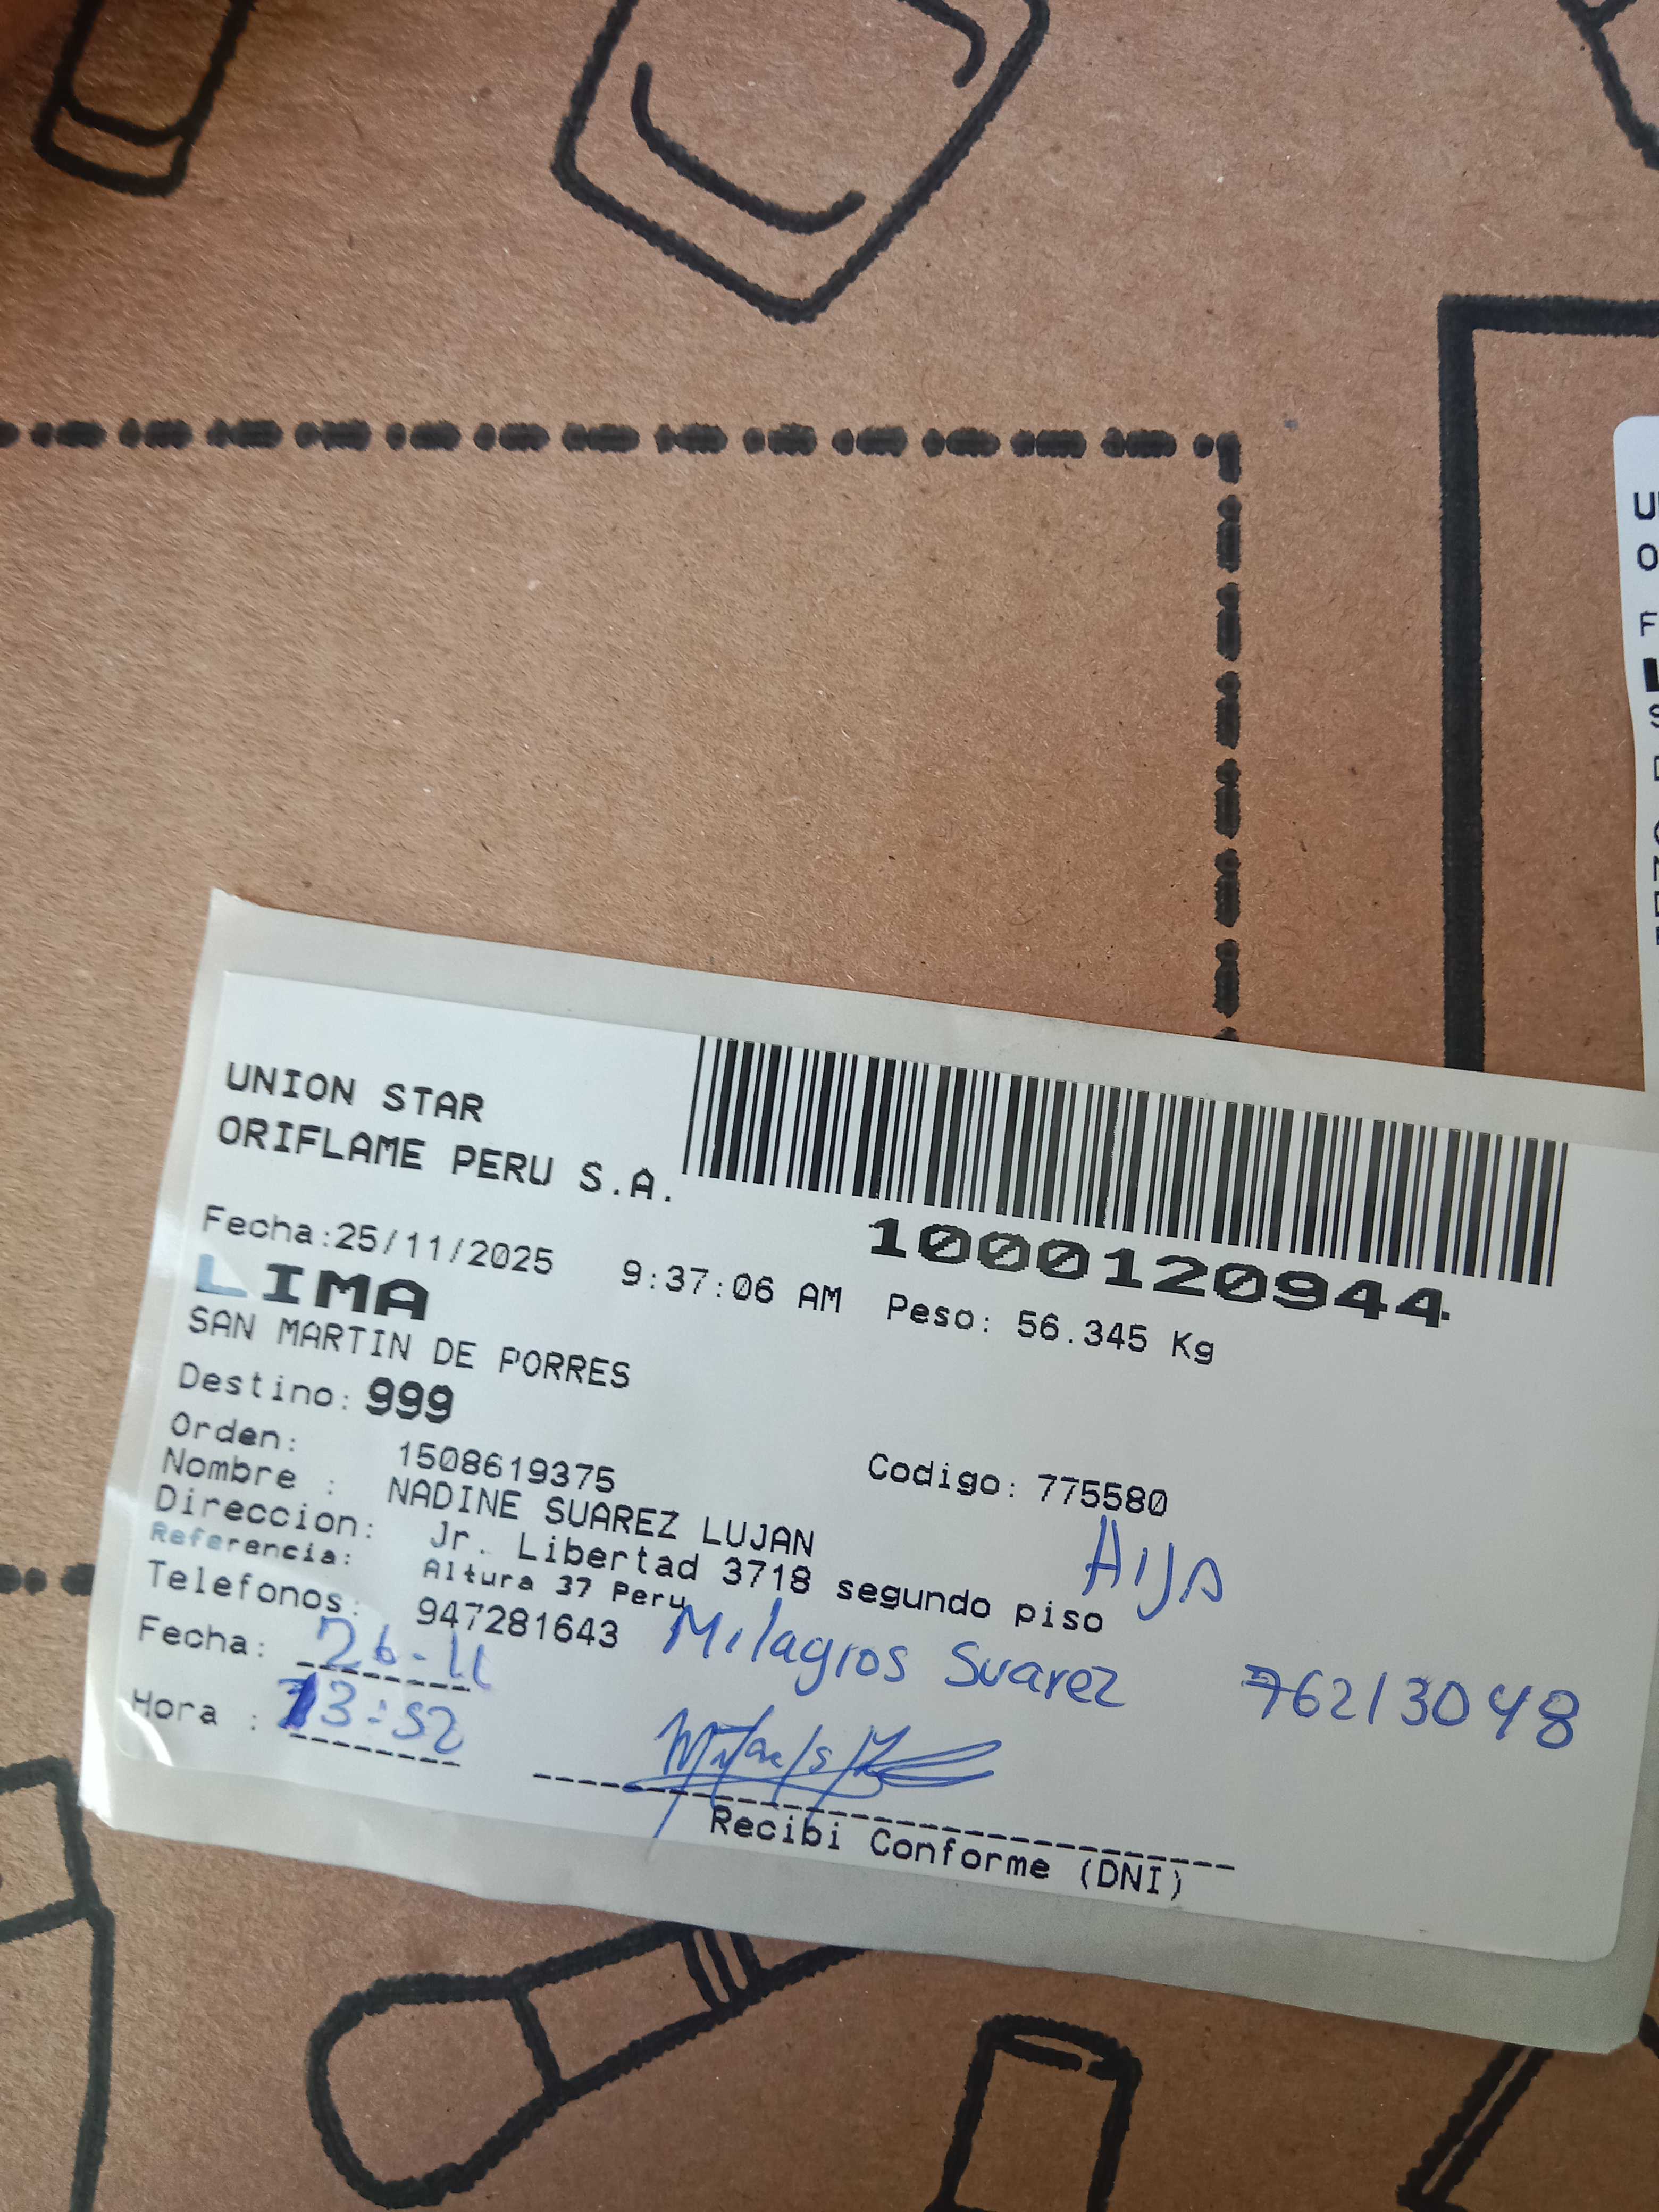 UNION STAR
ORIFLAME PERU S.A.
1000120944
Fecha:25/11/2025 9:37:06 AM Peso: 56.345 Kg
LIMA
SAN MARTIN DE PORRES
Destino: 999
Orden: 1508619375 Codigo: 775580
Nombre : NADINE SUAREZ LUJAN
Direccion: Jr. Libertad 3718 segundo piso
Hija
Referencia: Altura 37 Peru
Telefonos: 947281643
Milagros Suarez 76213048
Fecha: 26-11
Hora : 13:52
Recibi Conforme (DNI)